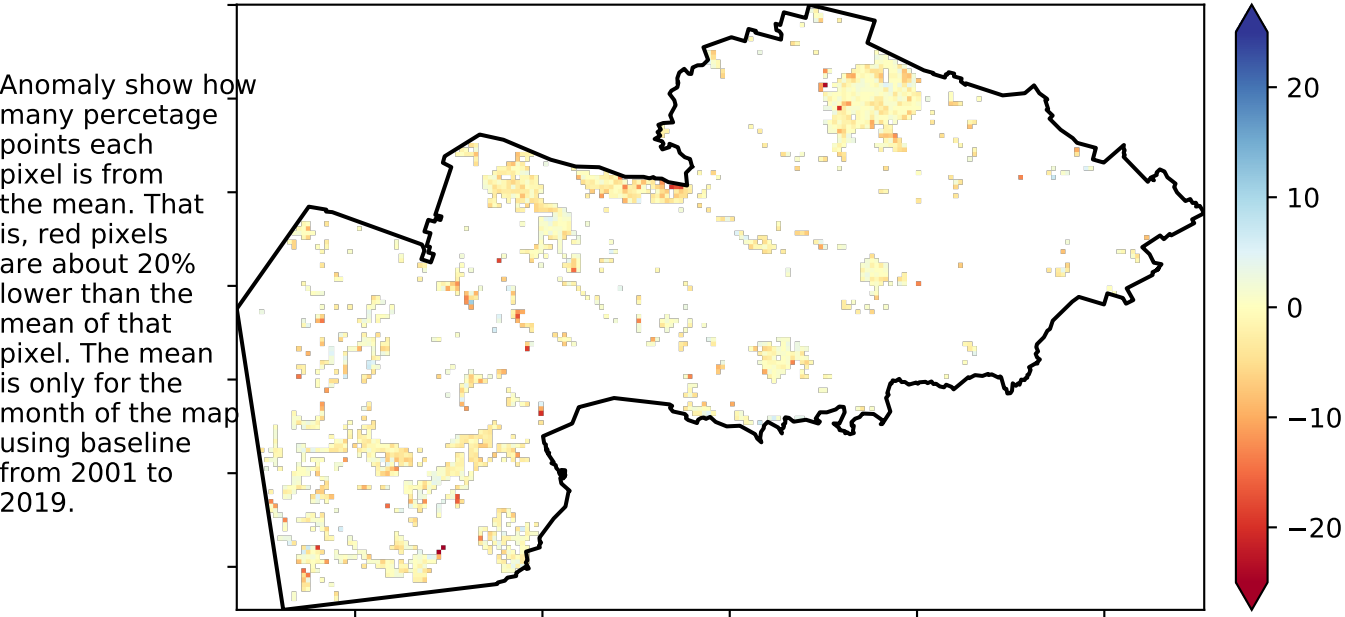 Anomaly show how
many percetage
points each
pixel is from
the mean. That
is, red pixels
are about 20%
lower than the
mean of that
pixel. The mean
is only for the
month of the map
using baseline
from 2001 to
2019.
20
10
0
−10
−20